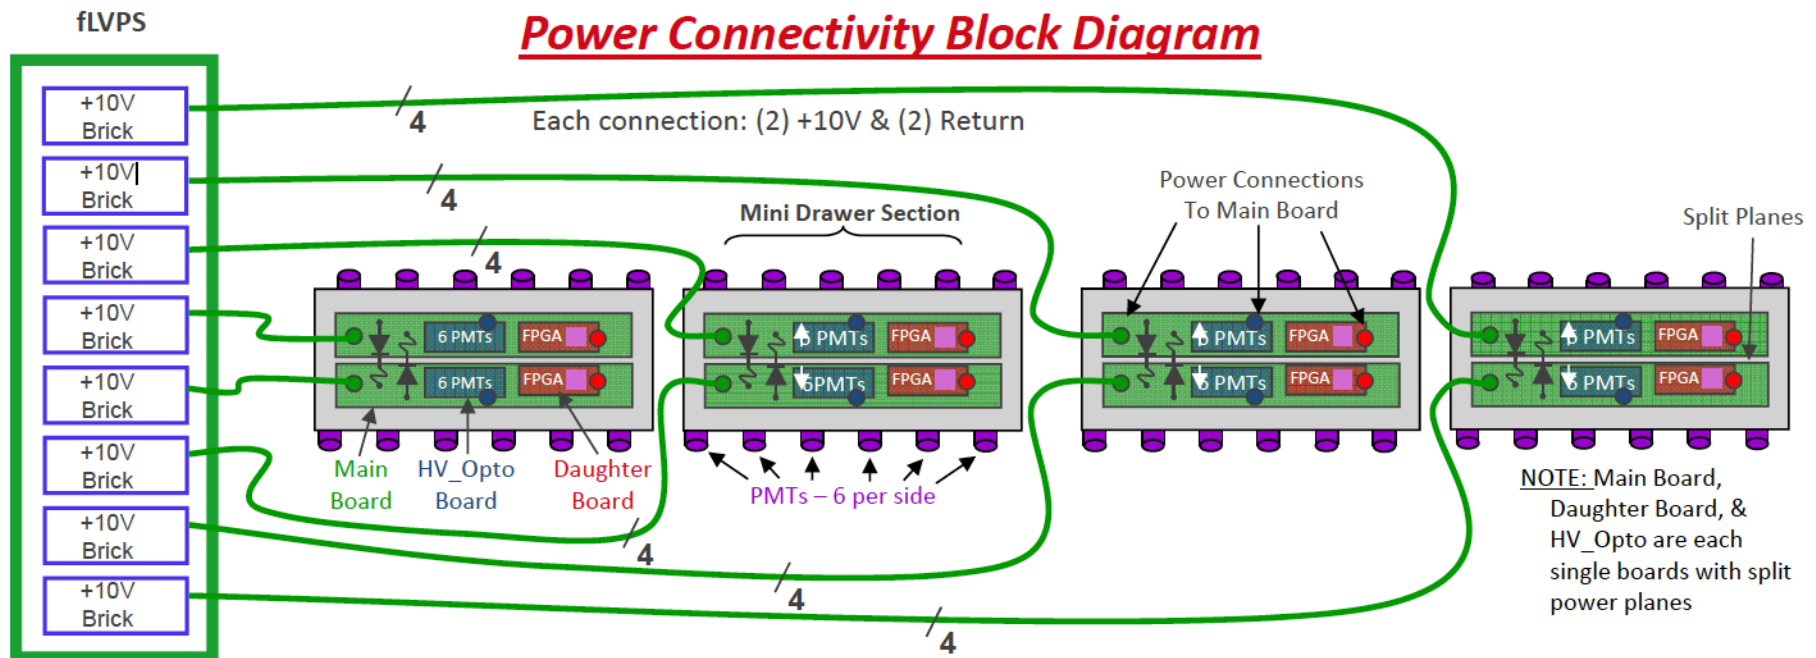 fLVPS
Power Connectivity Block Diagram
+10V
Brick
+10V
Brick
+10V
Brick
+10V
Brick
+10V
Brick
+10V
Brick
+10V
Brick
+10V
Brick
4
Each connection: (2) +10V & (2) Return
4
4
Mini Drawer Section
Power Connections
To Main Board
Split Planes
6 PMTs
FPGA
6 PMTs
FPGA
6 PMTs
FPGA
6PMTs
FPGA
6 PMTs
FPGA
6 PMTs
FPGA
6 PMTs
FPGA
6 PMTs
FPGA
Main
Board
HV_Opto
Board
Daughter
Board
PMTs – 6 per side
4
4
4
NOTE: Main Board,
Daughter Board, &
HV_Opto are each
single boards with split
power planes